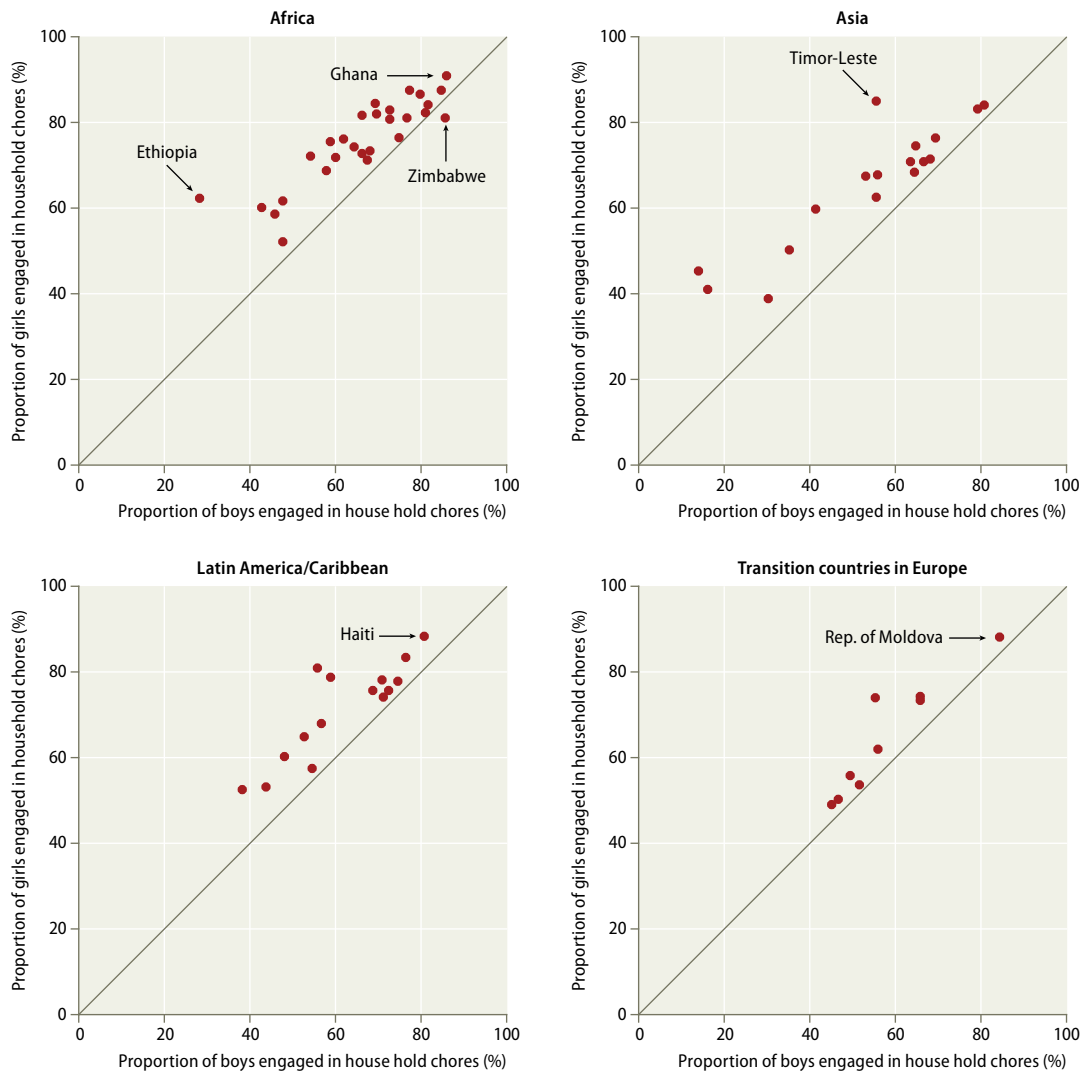 Africa
Proportion of girls engaged in household chores (%)
100
80
60
40
20
0
Ghana
Ethiopia
Zimbabwe
0 20 40 60 80 100
Proportion of boys engaged in house hold chores (%)
Asia
Proportion of girls engaged in household chores (%)
100
80
60
40
20
0
Timor-Leste
0 20 40 60 80 100
Proportion of boys engaged in house hold chores (%)
Latin America/Caribbean
Proportion of girls engaged in household chores (%)
100
80
60
40
20
0
Haiti
0 20 40 60 80 100
Proportion of boys engaged in house hold chores (%)
Transition countries in Europe
Proportion of girls engaged in household chores (%)
100
80
60
40
20
0
Rep. of Moldova
0 20 40 60 80 100
Proportion of boys engaged in house hold chores (%)